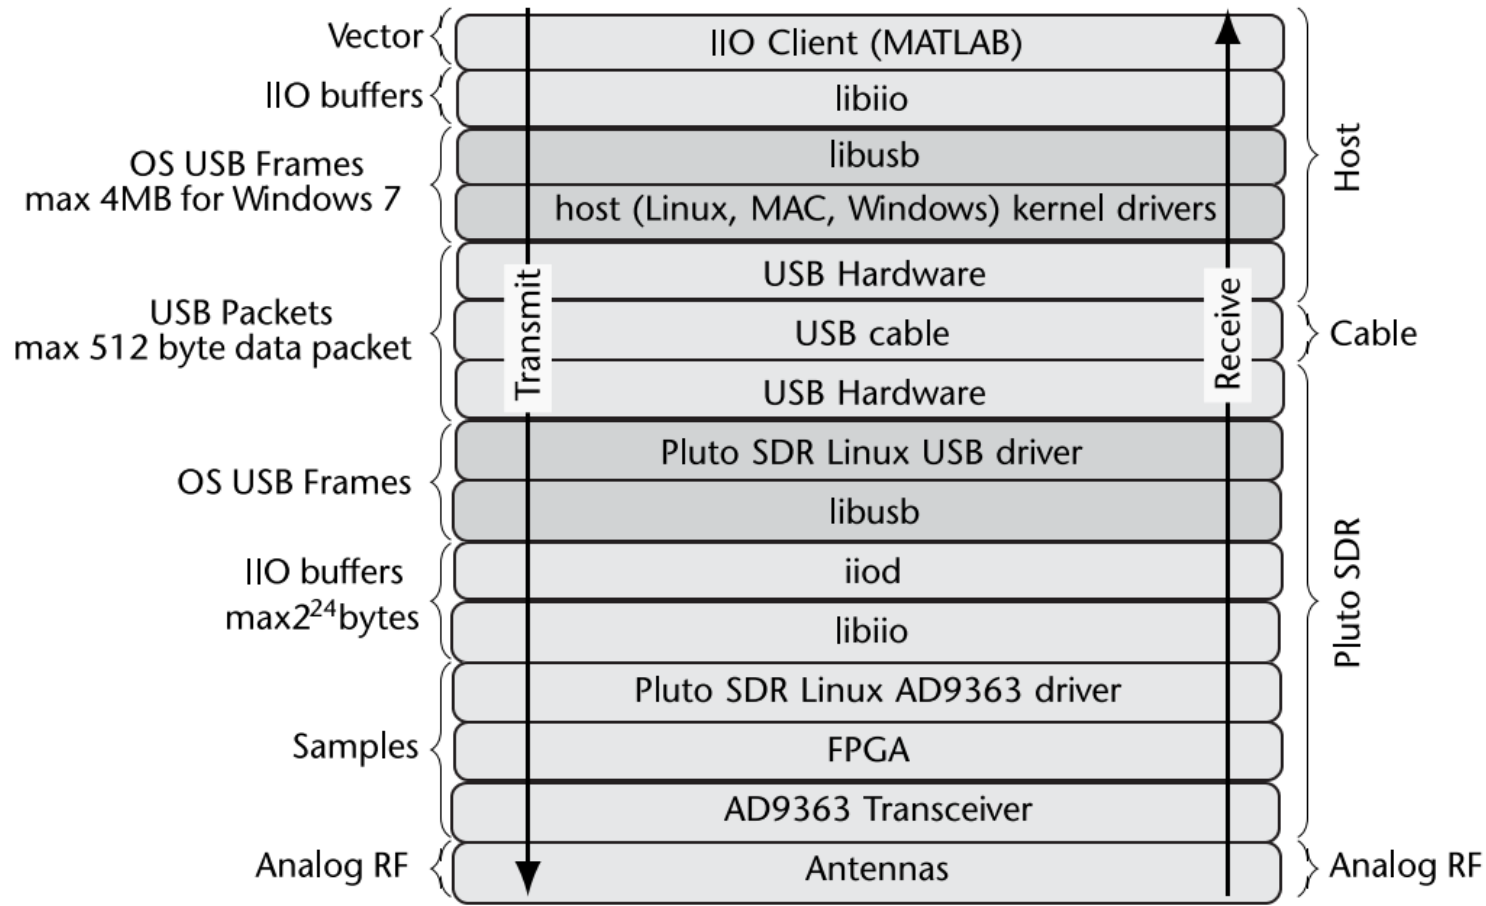 Vector
IIO Client (MATLAB)
IIO buffers
libiio
OS USB Frames
max 4MB for Windows 7
libusb
host (Linux, MAC, Windows) kernel drivers
Host
USB Hardware
USB Packets
max 512 byte data packet
USB cable
Cable
USB Hardware
Transmit
Receive
OS USB Frames
Pluto SDR Linux USB driver
libusb
IIO buffers
max2²⁴bytes
iiod
libiio
Pluto SDR
Samples
Pluto SDR Linux AD9363 driver
FPGA
AD9363 Transceiver
Analog RF
Antennas
Analog RF